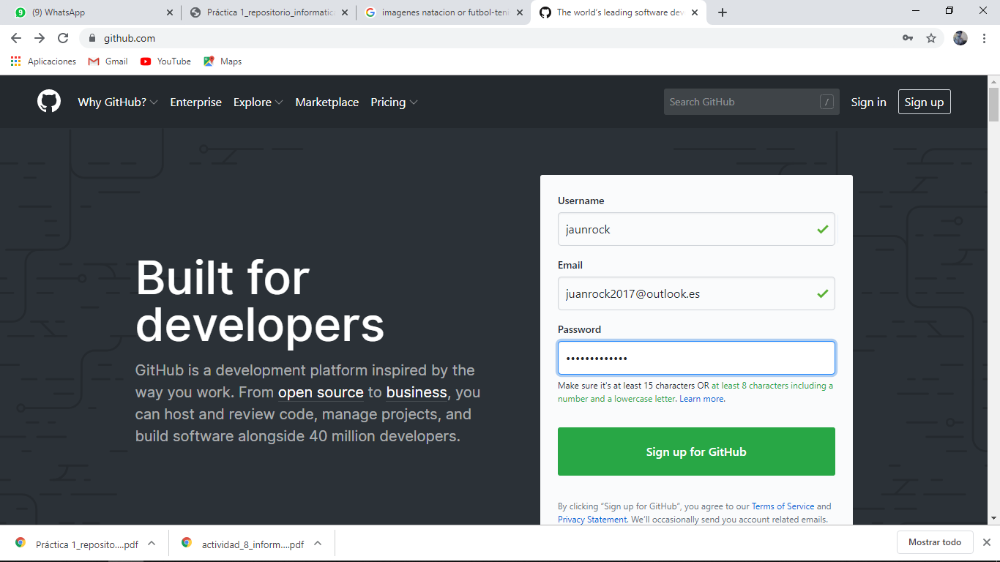 (9) WhatsApp
Práctica 1_repositorio_informatica
imagenes natacion or futbol-teni
The world's leading software dev
github.com
Aplicaciones
Gmail
YouTube
Maps
Why GitHub?
Enterprise
Explore
Marketplace
Pricing
Search GitHub
/
Sign in
Sign up
Username
jaunrock
Email
juanrock2017@outlook.es
Password
•••••••••••••
Make sure it's at least 15 characters OR at least 8 characters including a
number and a lowercase letter. Learn more.
Sign up for GitHub
By clicking “Sign up for GitHub”, you agree to our Terms of Service and
Privacy Statement. We’ll occasionally send you account related emails.
Built for
developers
GitHub is a development platform inspired by the
way you work. From open source to business, you
can host and review code, manage projects, and
build software alongside 40 million developers.
Práctica 1_reposito....pdf
actividad_8_inform....pdf
Mostrar todo